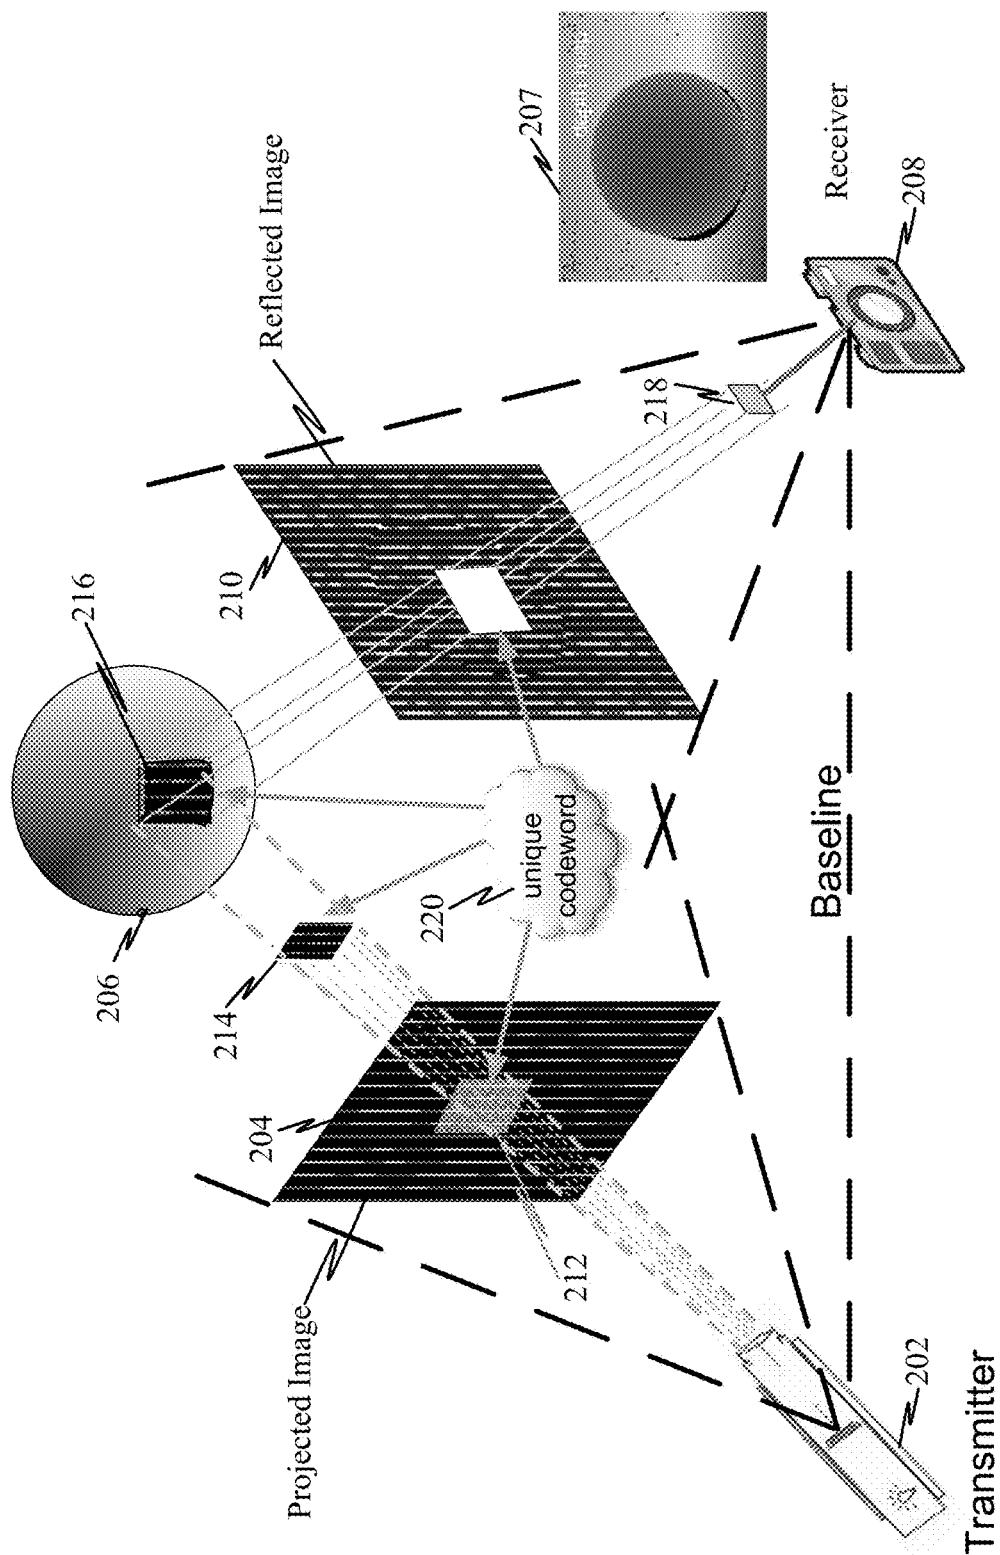 207
Receiver
208
Reflected Image
218
216
210
unique
codeword
220
Baseline
206
214
204
212
Projected Image
202
Transmitter